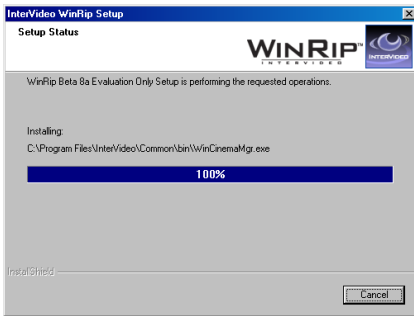 InterVideo WinRip Setup
Setup Status
WINRIP™
INTERVIDEO
INTERVIDEO
WinRip Beta 8a Evaluation Only Setup is performing the requested operations.
Installing:
C:\Program Files\InterVideo\Common\bin\WinCinemaMgr.exe
100%
InstallShield
Cancel